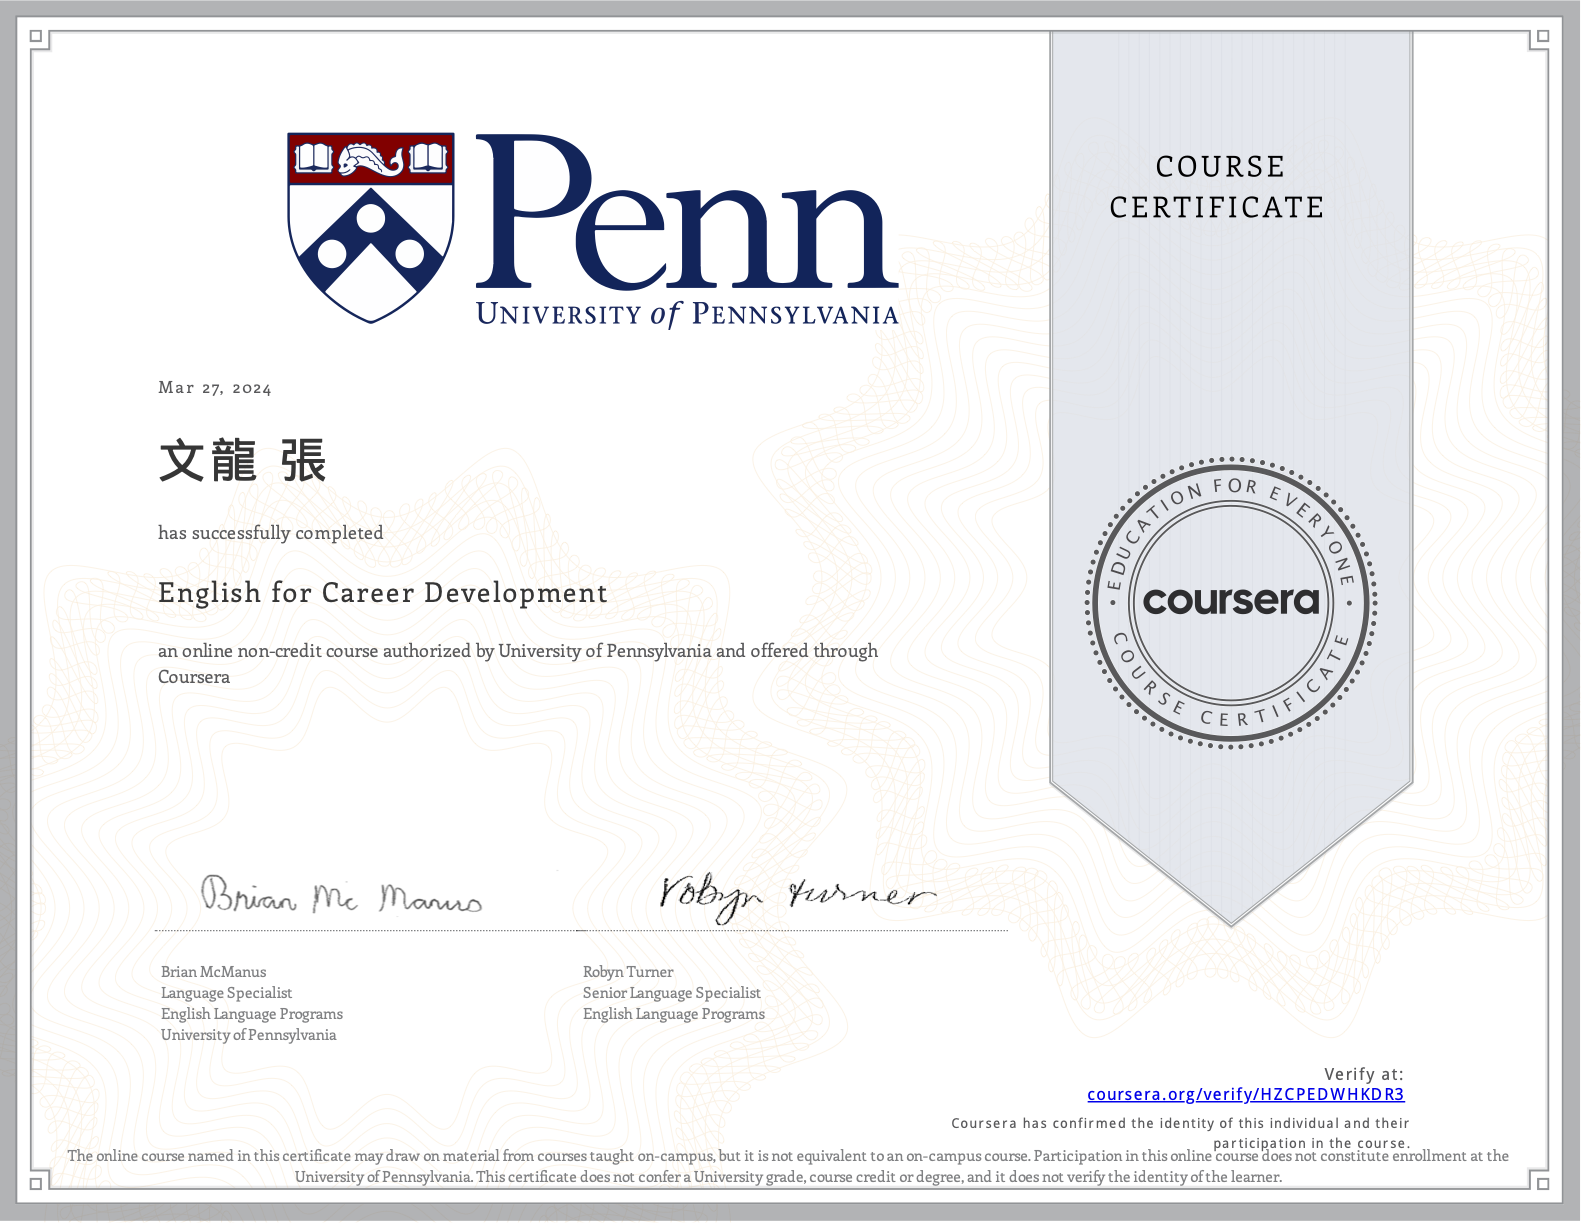 Penn
UNIVERSITY of PENNSYLVANIA
COURSE
CERTIFICATE
Mar 27, 2024
文龍 張
has successfully completed
English for Career Development
an online non-credit course authorized by University of Pennsylvania and offered through
Coursera
EDUCATION FOR EVERYONE
coursera
COURSE CERTIFICATE
Brian Mc Manus
Robyn turner
Brian McManus
Language Specialist
English Language Programs
University of Pennsylvania
Robyn Turner
Senior Language Specialist
English Language Programs
Verify at:
coursera.org/verify/HZCPEDWHKDR3
Coursera has confirmed the identity of this individual and their
participation in the course.
The online course named in this certificate may draw on material from courses taught on-campus, but it is not equivalent to an on-campus course. Participation in this online course does not constitute enrollment at the
University of Pennsylvania. This certificate does not confer a University grade, course credit or degree, and it does not verify the identity of the learner.